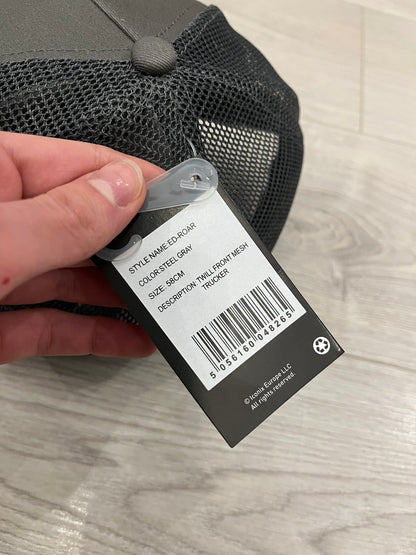 STYLE NAME:ED-ROAR
COLOR:STEEL GRAY
SIZE: 58CM
DESCRIPTION: TWILL FRONT MESH
TRUCKER
5 056160 048265
© Iconix Europe LLC
All rights reserved.